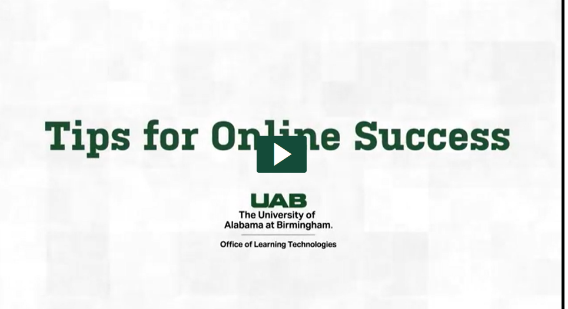 Tips for Online Success
UAB
The University of
Alabama at Birmingham.
Office of Learning Technologies